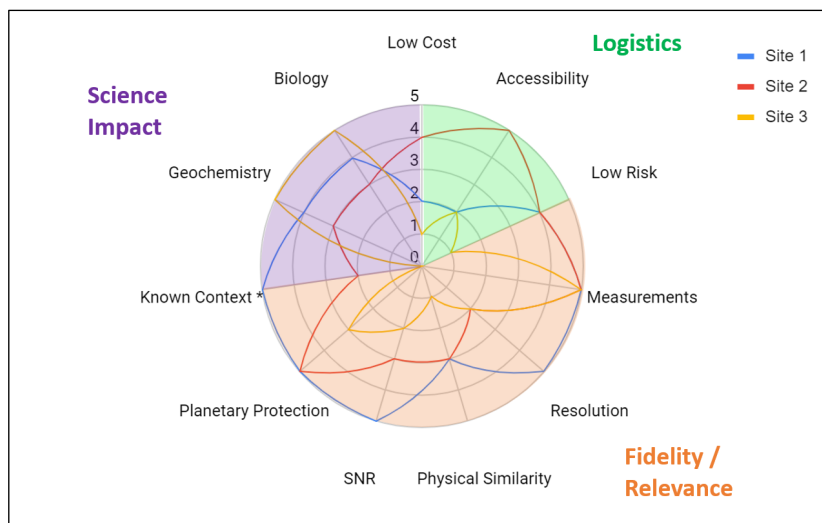 Low Cost
Logistics
Site 1
Biology
Accessibility
Site 2
Science
Impact
5
Site 3
4
3
Geochemistry
Low Risk
2
1
0
Known Context *
Measurements
Planetary Protection
Resolution
SNR
Physical Similarity
Fidelity /
Relevance